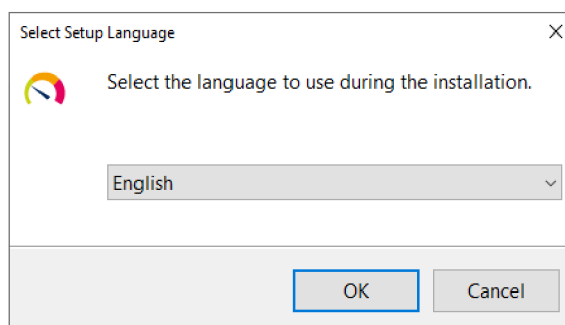 Select Setup Language
Select the language to use during the installation.
English
OK
Cancel